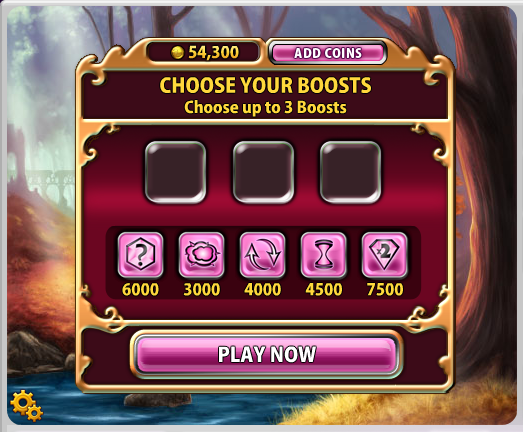 54,300
ADD COINS
CHOOSE YOUR BOOSTS
Choose up to 3 Boosts
?
x2
6000
3000
4000
4500
7500
PLAY NOW